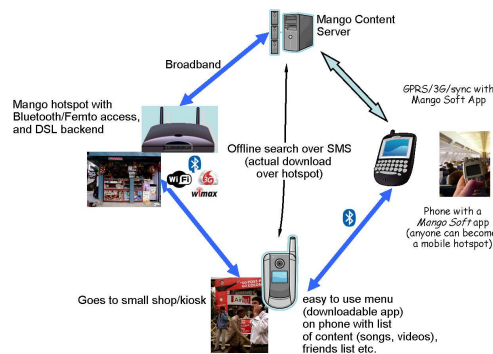 Mango Content
Server
Broadband
GPRS/3G/sync with
Mango Soft App
Mango hotspot with
Bluetooth/Femto access,
and DSL backend
Offline search over SMS
(actual download
over hotspot)
WiFi
3G
wimax
Phone with a
Mango Soft app
(anyone can become
a mobile hotspot)
Goes to small shop/kiosk
Airtel
easy to use menu
(downloadable app)
on phone with list
of content (songs, videos),
friends list etc.